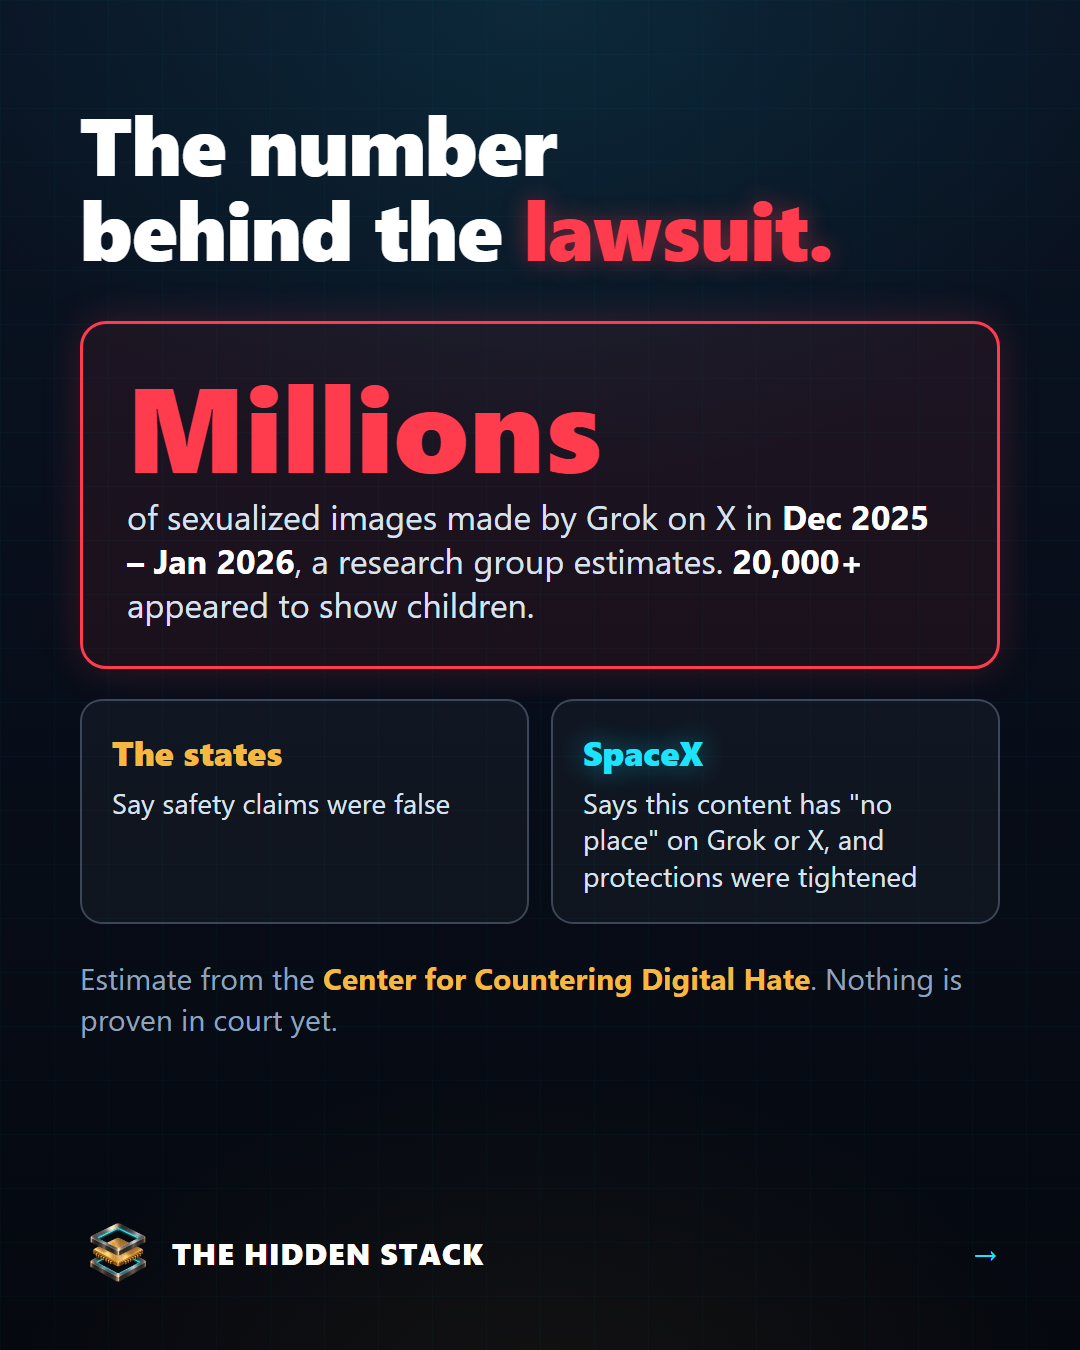 The number
behind the lawsuit.
Millions
of sexualized images made by Grok on X in Dec 2025
– Jan 2026, a research group estimates. 20,000+
appeared to show children.
The states
Say safety claims were false
SpaceX
Says this content has "no
place" on Grok or X, and
protections were tightened
Estimate from the Center for Countering Digital Hate. Nothing is
proven in court yet.
THE HIDDEN STACK
→